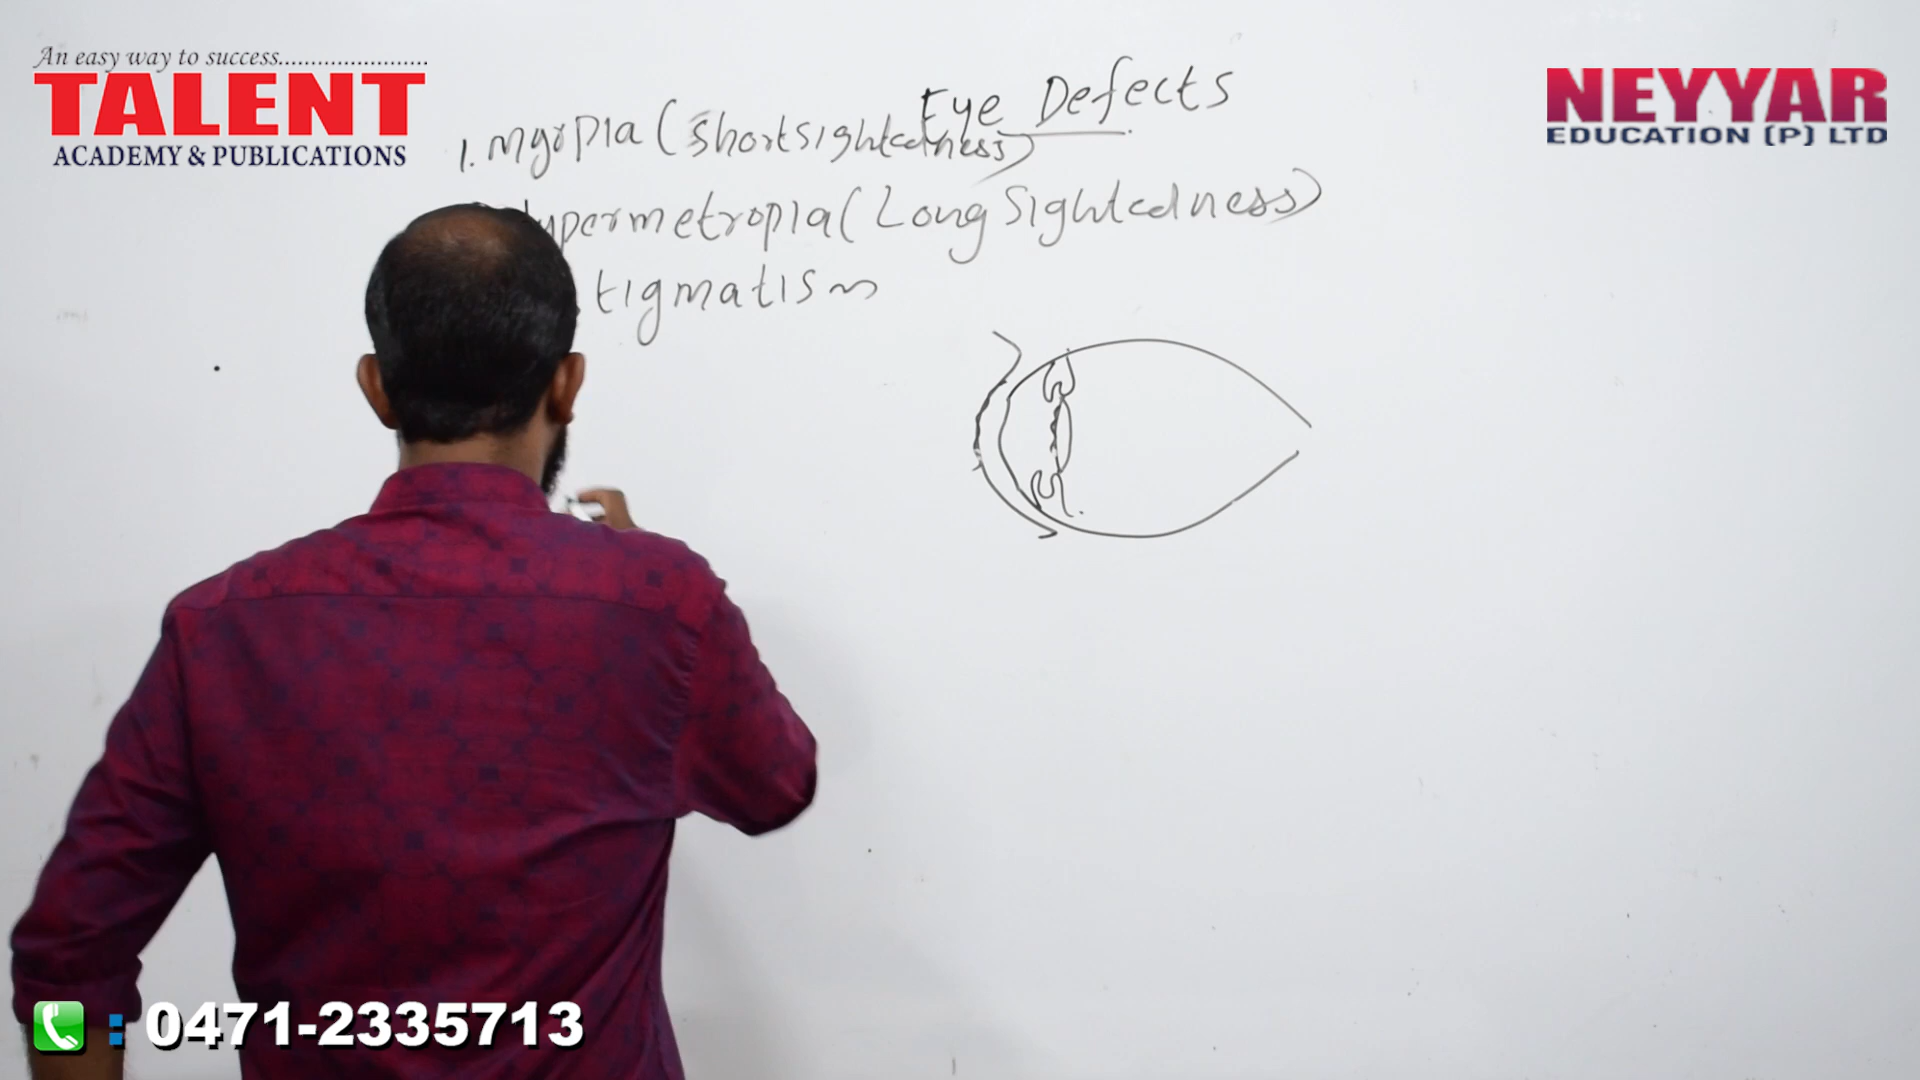 An easy way to success........................
TALENT
ACADEMY & PUBLICATIONS
NEYYAR
EDUCATION (P) LTD
Eye Defects
1. Myopia (Shortsightedness)
ypermetropia (Long Sightedness)
tigmatism
: 0471-2335713